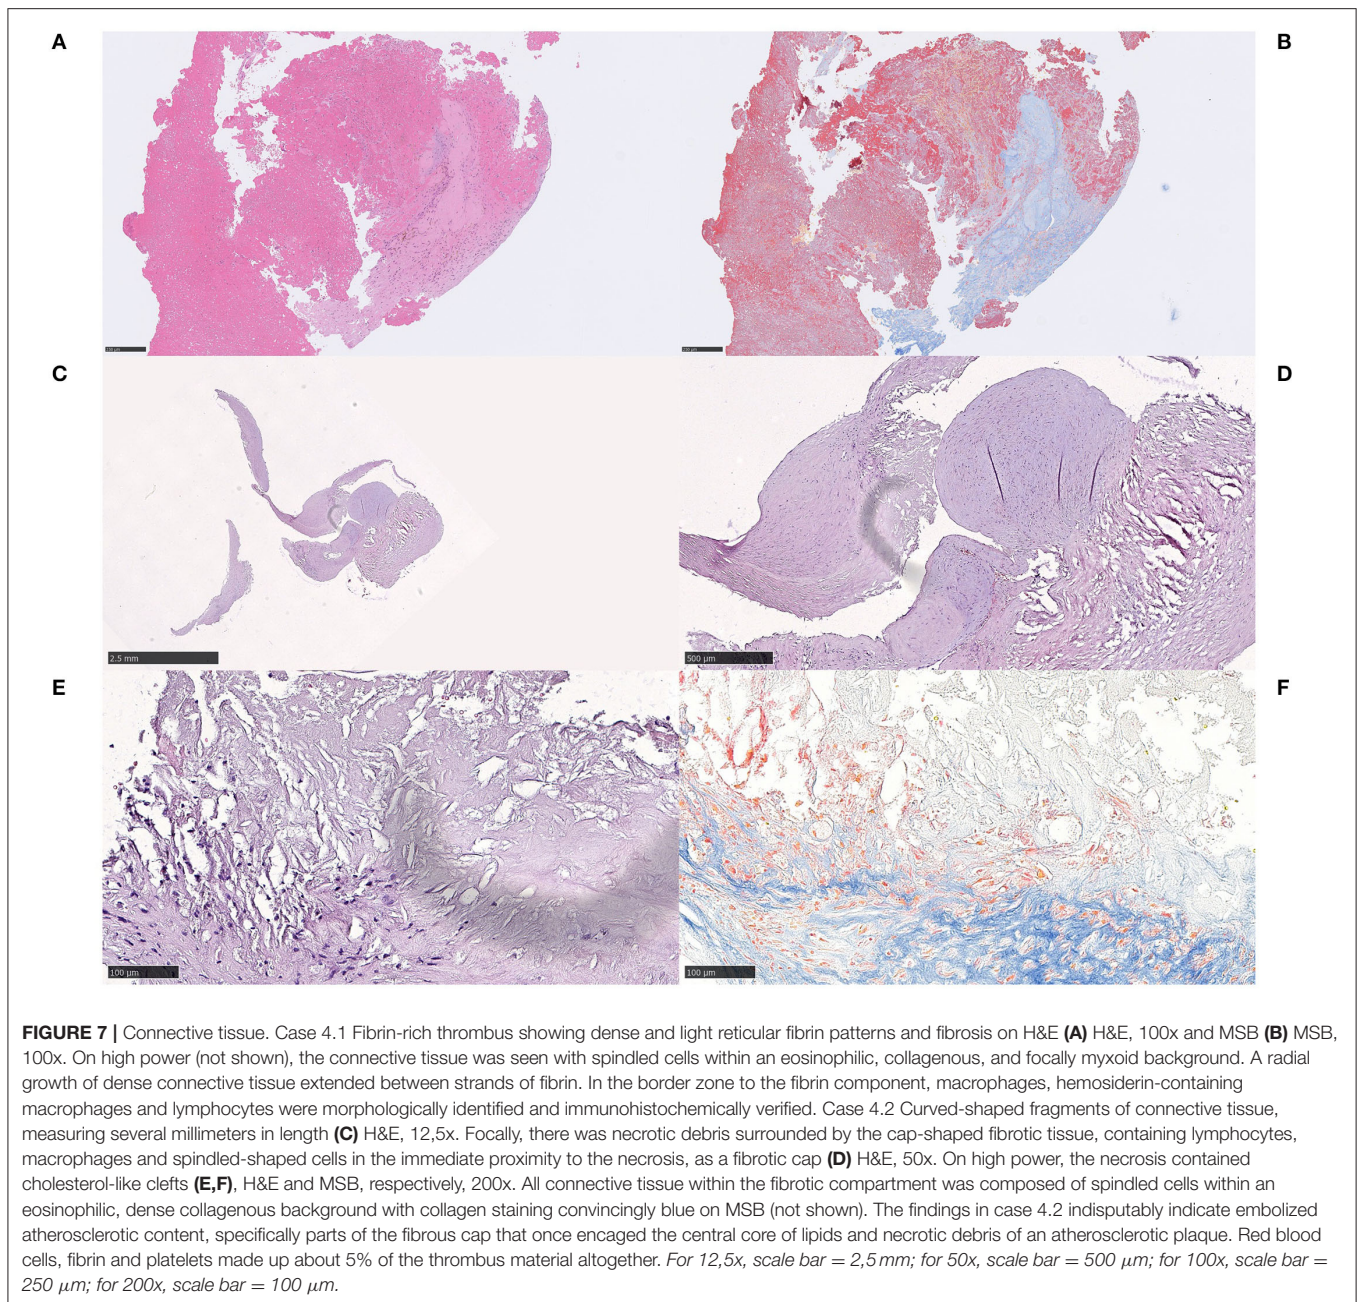 A
B
C
D
2.5 mm
500 µm
E
F
100 µm
100 µm
FIGURE 7 | Connective tissue. Case 4.1 Fibrin-rich thrombus showing dense and light reticular fibrin patterns and fibrosis on H&E (A) H&E, 100x and MSB (B) MSB,
100x. On high power (not shown), the connective tissue was seen with spindled cells within an eosinophilic, collagenous, and focally myxoid background. A radial
growth of dense connective tissue extended between strands of fibrin. In the border zone to the fibrin component, macrophages, hemosiderin-containing
macrophages and lymphocytes were morphologically identified and immunohistochemically verified. Case 4.2 Curved-shaped fragments of connective tissue,
measuring several millimeters in length (C) H&E, 12,5x. Focally, there was necrotic debris surrounded by the cap-shaped fibrotic tissue, containing lymphocytes,
macrophages and spindled-shaped cells in the immediate proximity to the necrosis, as a fibrotic cap (D) H&E, 50x. On high power, the necrosis contained
cholesterol-like clefts (E,F), H&E and MSB, respectively, 200x. All connective tissue within the fibrotic compartment was composed of spindled cells within an
eosinophilic, dense collagenous background with collagen staining convincingly blue on MSB (not shown). The findings in case 4.2 indisputably indicate embolized
atherosclerotic content, specifically parts of the fibrous cap that once encaged the central core of lipids and necrotic debris of an atherosclerotic plaque. Red blood
cells, fibrin and platelets made up about 5% of the thrombus material altogether. For 12,5x, scale bar = 2,5 mm; for 50x, scale bar = 500 µm; for 100x, scale bar =
250 µm; for 200x, scale bar = 100 µm.